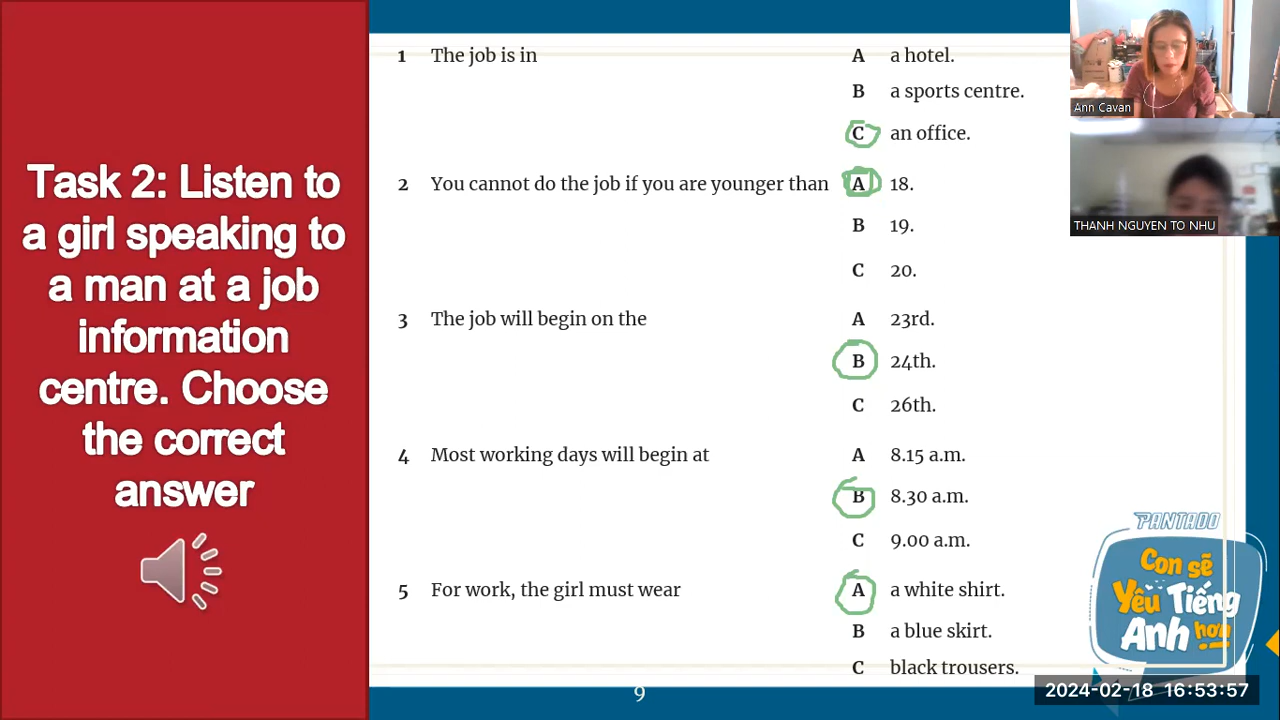 Task 2: Listen to
a girl speaking to
a man at a job
information
centre. Choose
the correct
answer
1 The job is in
A a hotel.
B a sports centre.
C an office.
2 You cannot do the job if you are younger than
A 18.
B 19.
C 20.
3 The job will begin on the
A 23rd.
B 24th.
C 26th.
4 Most working days will begin at
A 8.15 a.m.
B 8.30 a.m.
C 9.00 a.m.
5 For work, the girl must wear
A a white shirt.
B a blue skirt.
C black trousers.
9
Ann Cavan
THANH NGUYEN TO NHU
PANTADO
Con sẽ
Yêu Tiếng
Anh hơn
2024-02-18 16:53:57